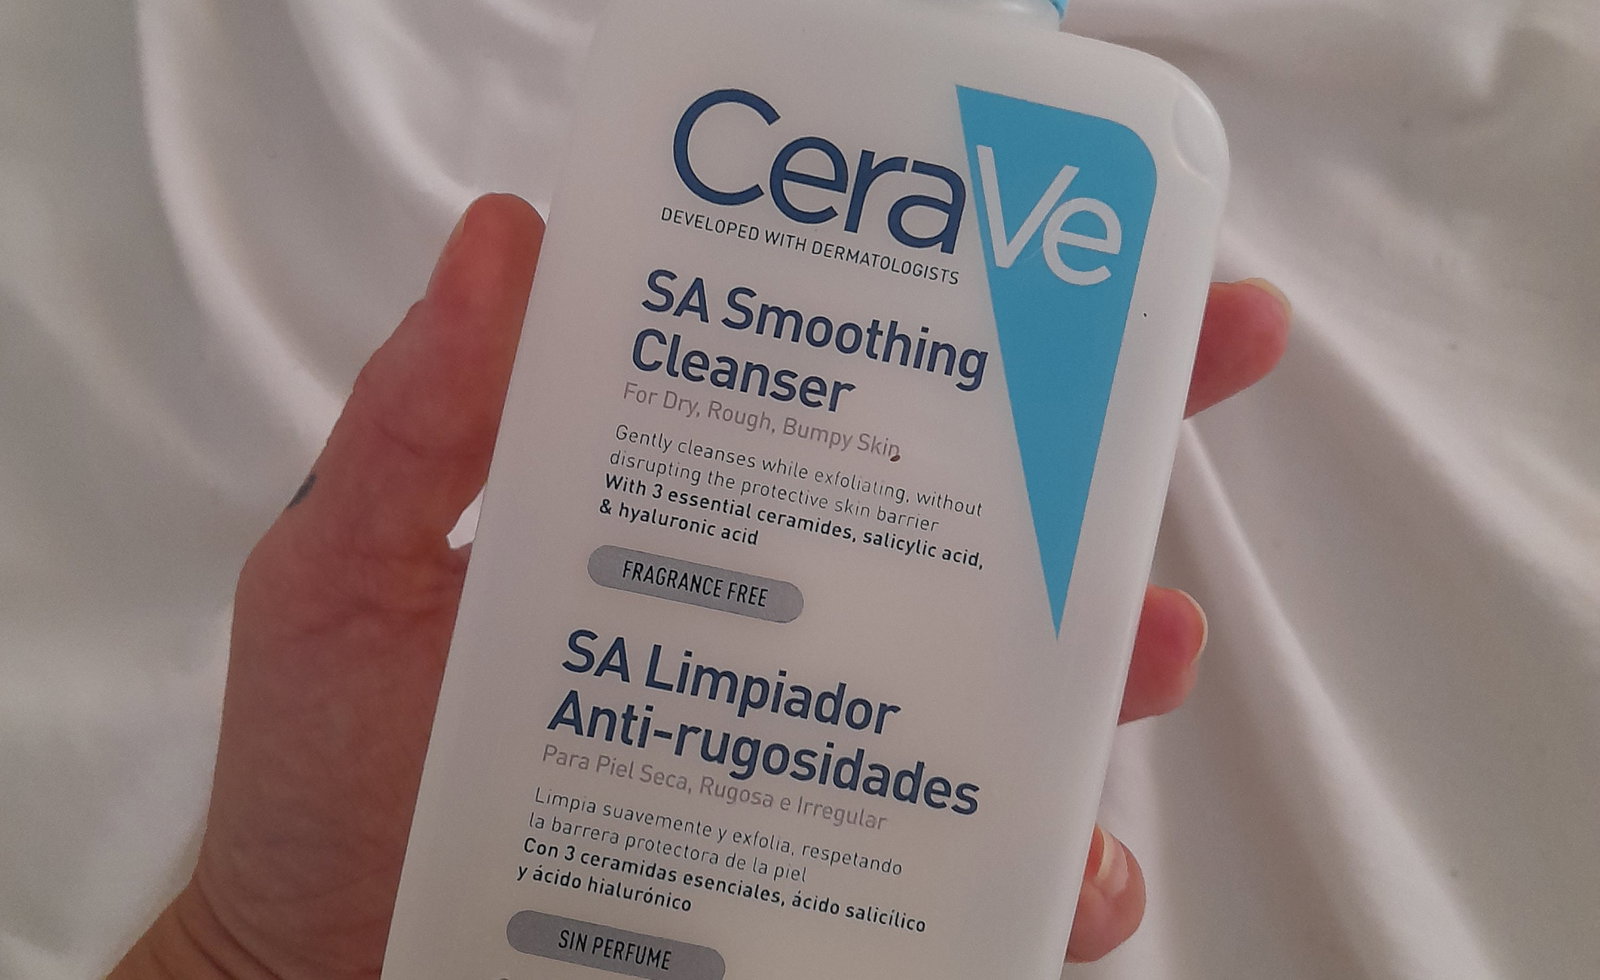 CeraVe
DEVELOPED WITH DERMATOLOGISTS
SA Smoothing
Cleanser
For Dry, Rough, Bumpy Skin
Gently cleanses while exfoliating, without
disrupting the protective skin barrier
With 3 essential ceramides, salicylic acid,
& hyaluronic acid
FRAGRANCE FREE
SA Limpiador
Anti-rugosidades
Para Piel Seca, Rugosa e Irregular
Limpia suavemente y exfolia, respetando
la barrera protectora de la piel
Con 3 ceramidas esenciales, ácido salicílico
y ácido hialurónico
SIN PERFUME